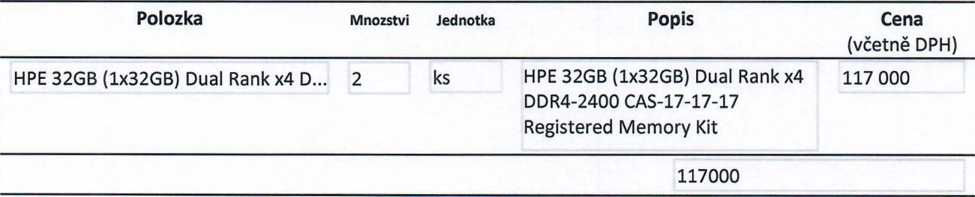 Polozka Mnozstvi Jednotka Popis Cena
(včetně DPH)
HPE 32GB (1x32GB) Dual Rank x4 D... 2 ks HPE 32GB (1x32GB) Dual Rank x4 117 000
DDR4-2400 CAS-17-17-17
Registered Memory Kit
117000